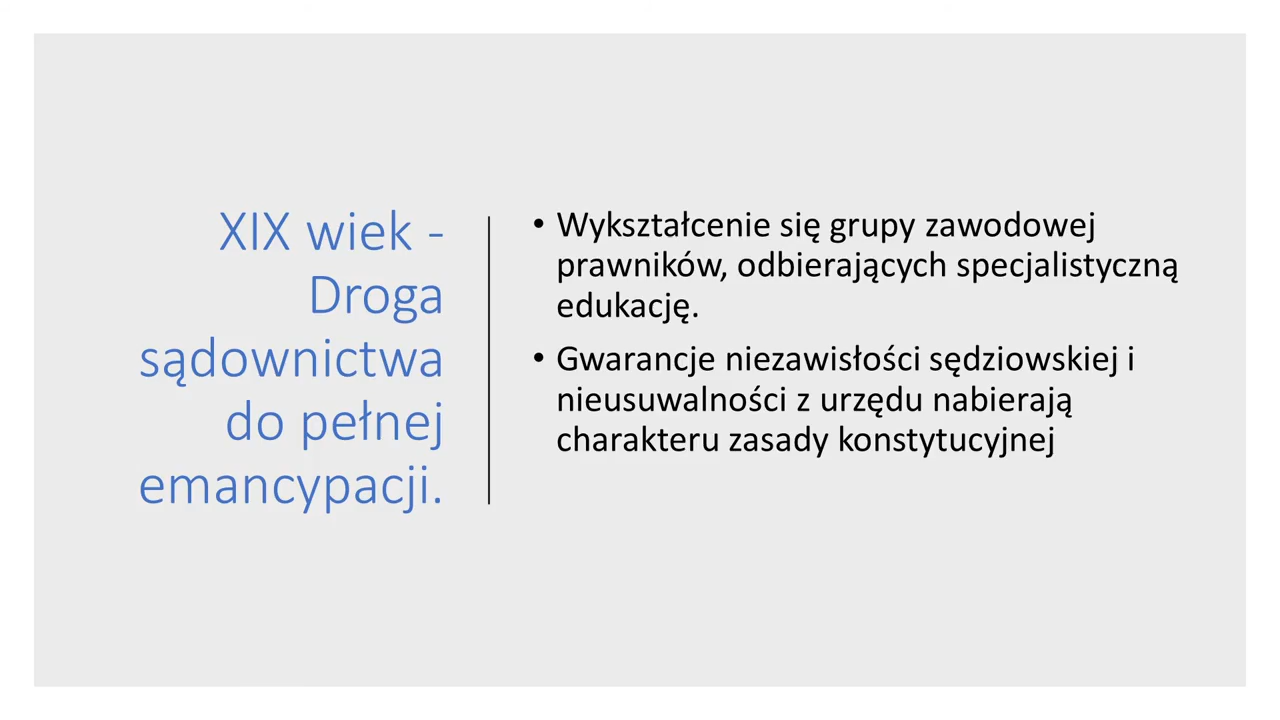 XIX wiek -
Droga
sądownictwa
do pełnej
emancypacji.
• Wykształcenie się grupy zawodowej
prawników, odbierających specjalistyczną
edukację.
• Gwarancje niezawisłości sędziowskiej i
nieusuwalności z urzędu nabierają
charakteru zasady konstytucyjnej